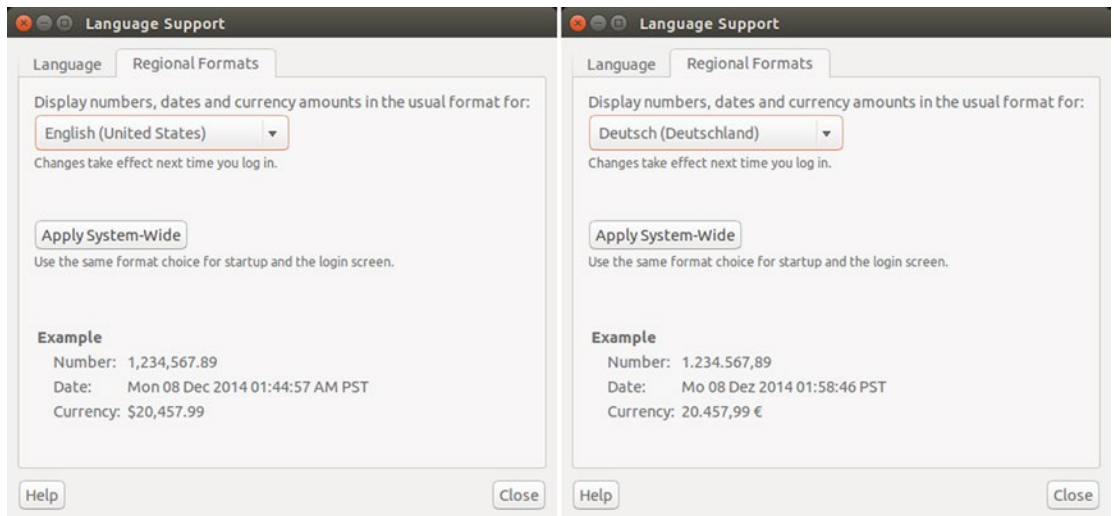 Language Support
Language
Regional Formats
Display numbers, dates and currency amounts in the usual format for:
English (United States)
Changes take effect next time you log in.
Apply System-Wide
Use the same format choice for startup and the login screen.
Example
Number: 1,234,567.89
Date: Mon 08 Dec 2014 01:44:57 AM PST
Currency: $20,457.99
Help
Close
Language Support
Language
Regional Formats
Display numbers, dates and currency amounts in the usual format for:
Deutsch (Deutschland)
Changes take effect next time you log in.
Apply System-Wide
Use the same format choice for startup and the login screen.
Example
Number: 1.234.567,89
Date: Mo 08 Dez 2014 01:58:46 PST
Currency: 20.457,99 €
Help
Close